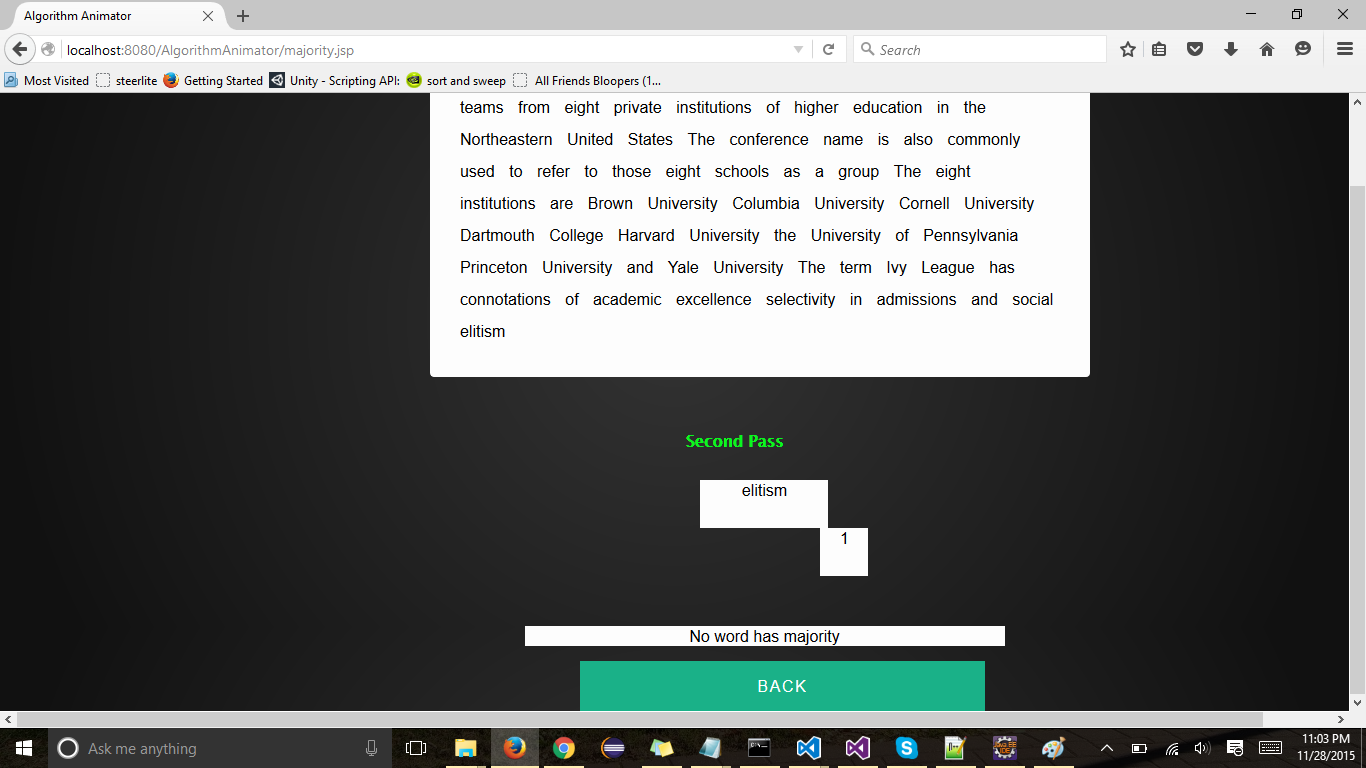 Algorithm Animator
localhost:8080/AlgorithmAnimator/majority.jsp
Search
Most Visited steerlite Getting Started Unity - Scripting API: sort and sweep All Friends Bloopers (1...
teams from eight private institutions of higher education in the
Northeastern United States The conference name is also commonly
used to refer to those eight schools as a group The eight
institutions are Brown University Columbia University Cornell University
Dartmouth College Harvard University the University of Pennsylvania
Princeton University and Yale University The term Ivy League has
connotations of academic excellence selectivity in admissions and social
elitism
Second Pass
elitism
1
No word has majority
BACK
Ask me anything
11:03 PM
11/28/2015